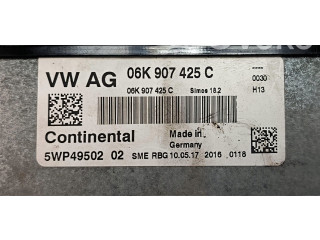 VW AG 06K 907 425 C ----
06K 907 425 C Simos 18.2 0030
H13
Continental Made in
Germany
5WP49502 02 SME RBG 10.05.17 2016 0118